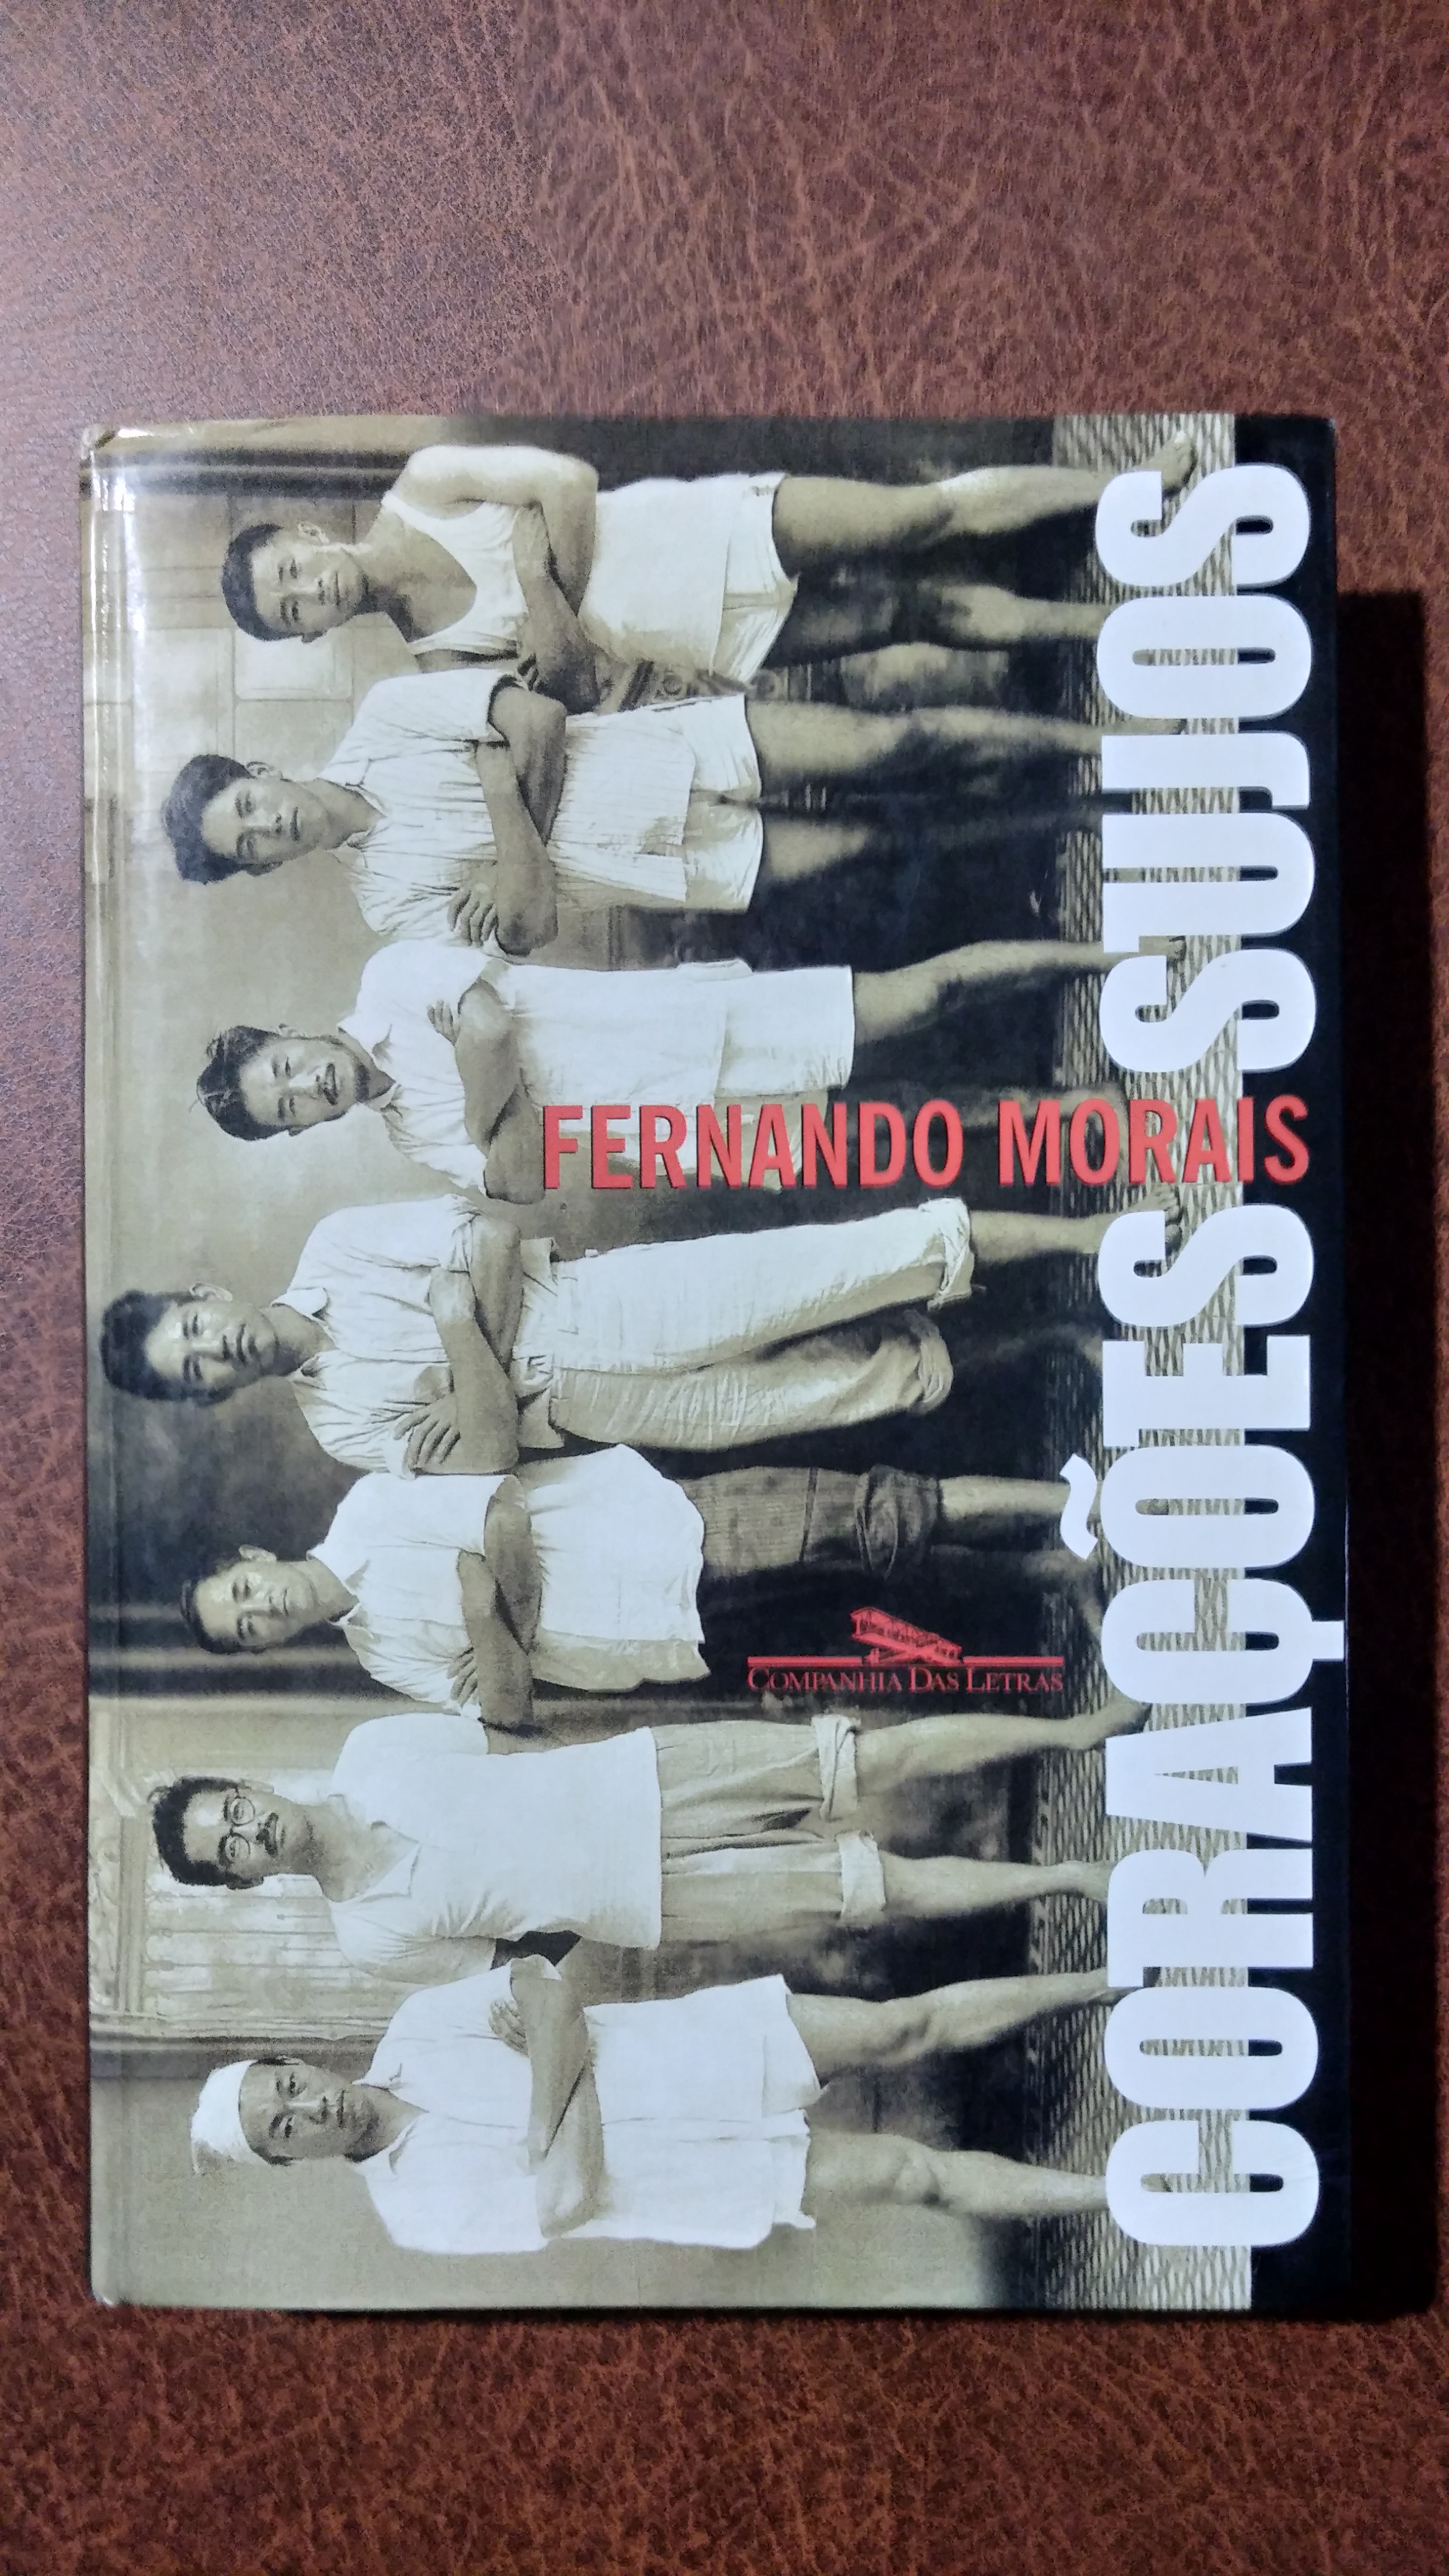 FERNANDO MORAIS
COMPANHIA DAS LETRAS
CORAÇÕES SUJOS